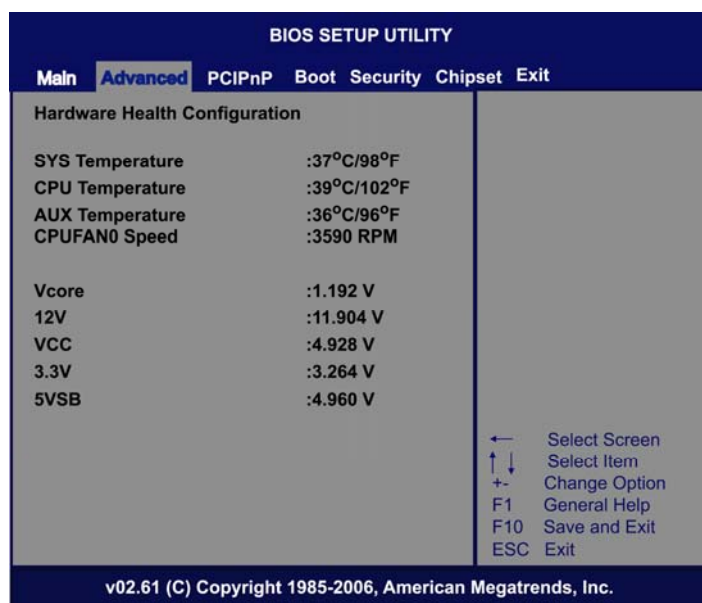 BIOS SETUP UTILITY
Main Advanced PCIPnP Boot Security Chipset Exit
Hardware Health Configuration
SYS Temperature :37°C/98°F
CPU Temperature :39°C/102°F
AUX Temperature :36°C/96°F
CPUFAN0 Speed :3590 RPM
Vcore :1.192 V
12V :11.904 V
VCC :4.928 V
3.3V :3.264 V
5VSB :4.960 V
← Select Screen
↑↓ Select Item
+- Change Option
F1 General Help
F10 Save and Exit
ESC Exit
v02.61 (C) Copyright 1985-2006, American Megatrends, Inc.